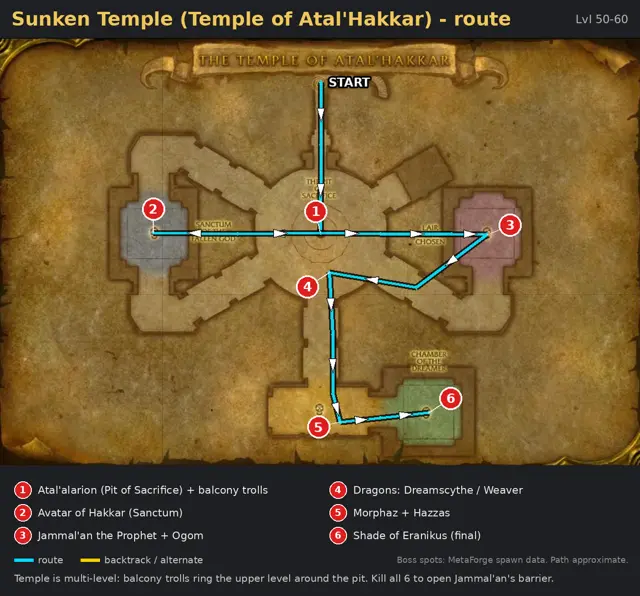 Sunken Temple (Temple of Atal'Hakkar) - route
Lvl 50-60
THE TEMPLE OF ATAL'HAKKAR
START
THE PIT
SACRIFICE
1
2
SANCTUM
FALLEN GOD
3
LAIR
CHOSEN
4
CHAMBER
OF THE
DREAMER
6
5
1 Atal'alarion (Pit of Sacrifice) + balcony trolls
2 Avatar of Hakkar (Sanctum)
3 Jammal'an the Prophet + Ogom
4 Dragons: Dreamscythe / Weaver
5 Morphaz + Hazzas
6 Shade of Eranikus (final)
route
backtrack / alternate
Boss spots: MetaForge spawn data. Path approximate.
Temple is multi-level: balcony trolls ring the upper level around the pit. Kill all 6 to open Jammal'an's barrier.